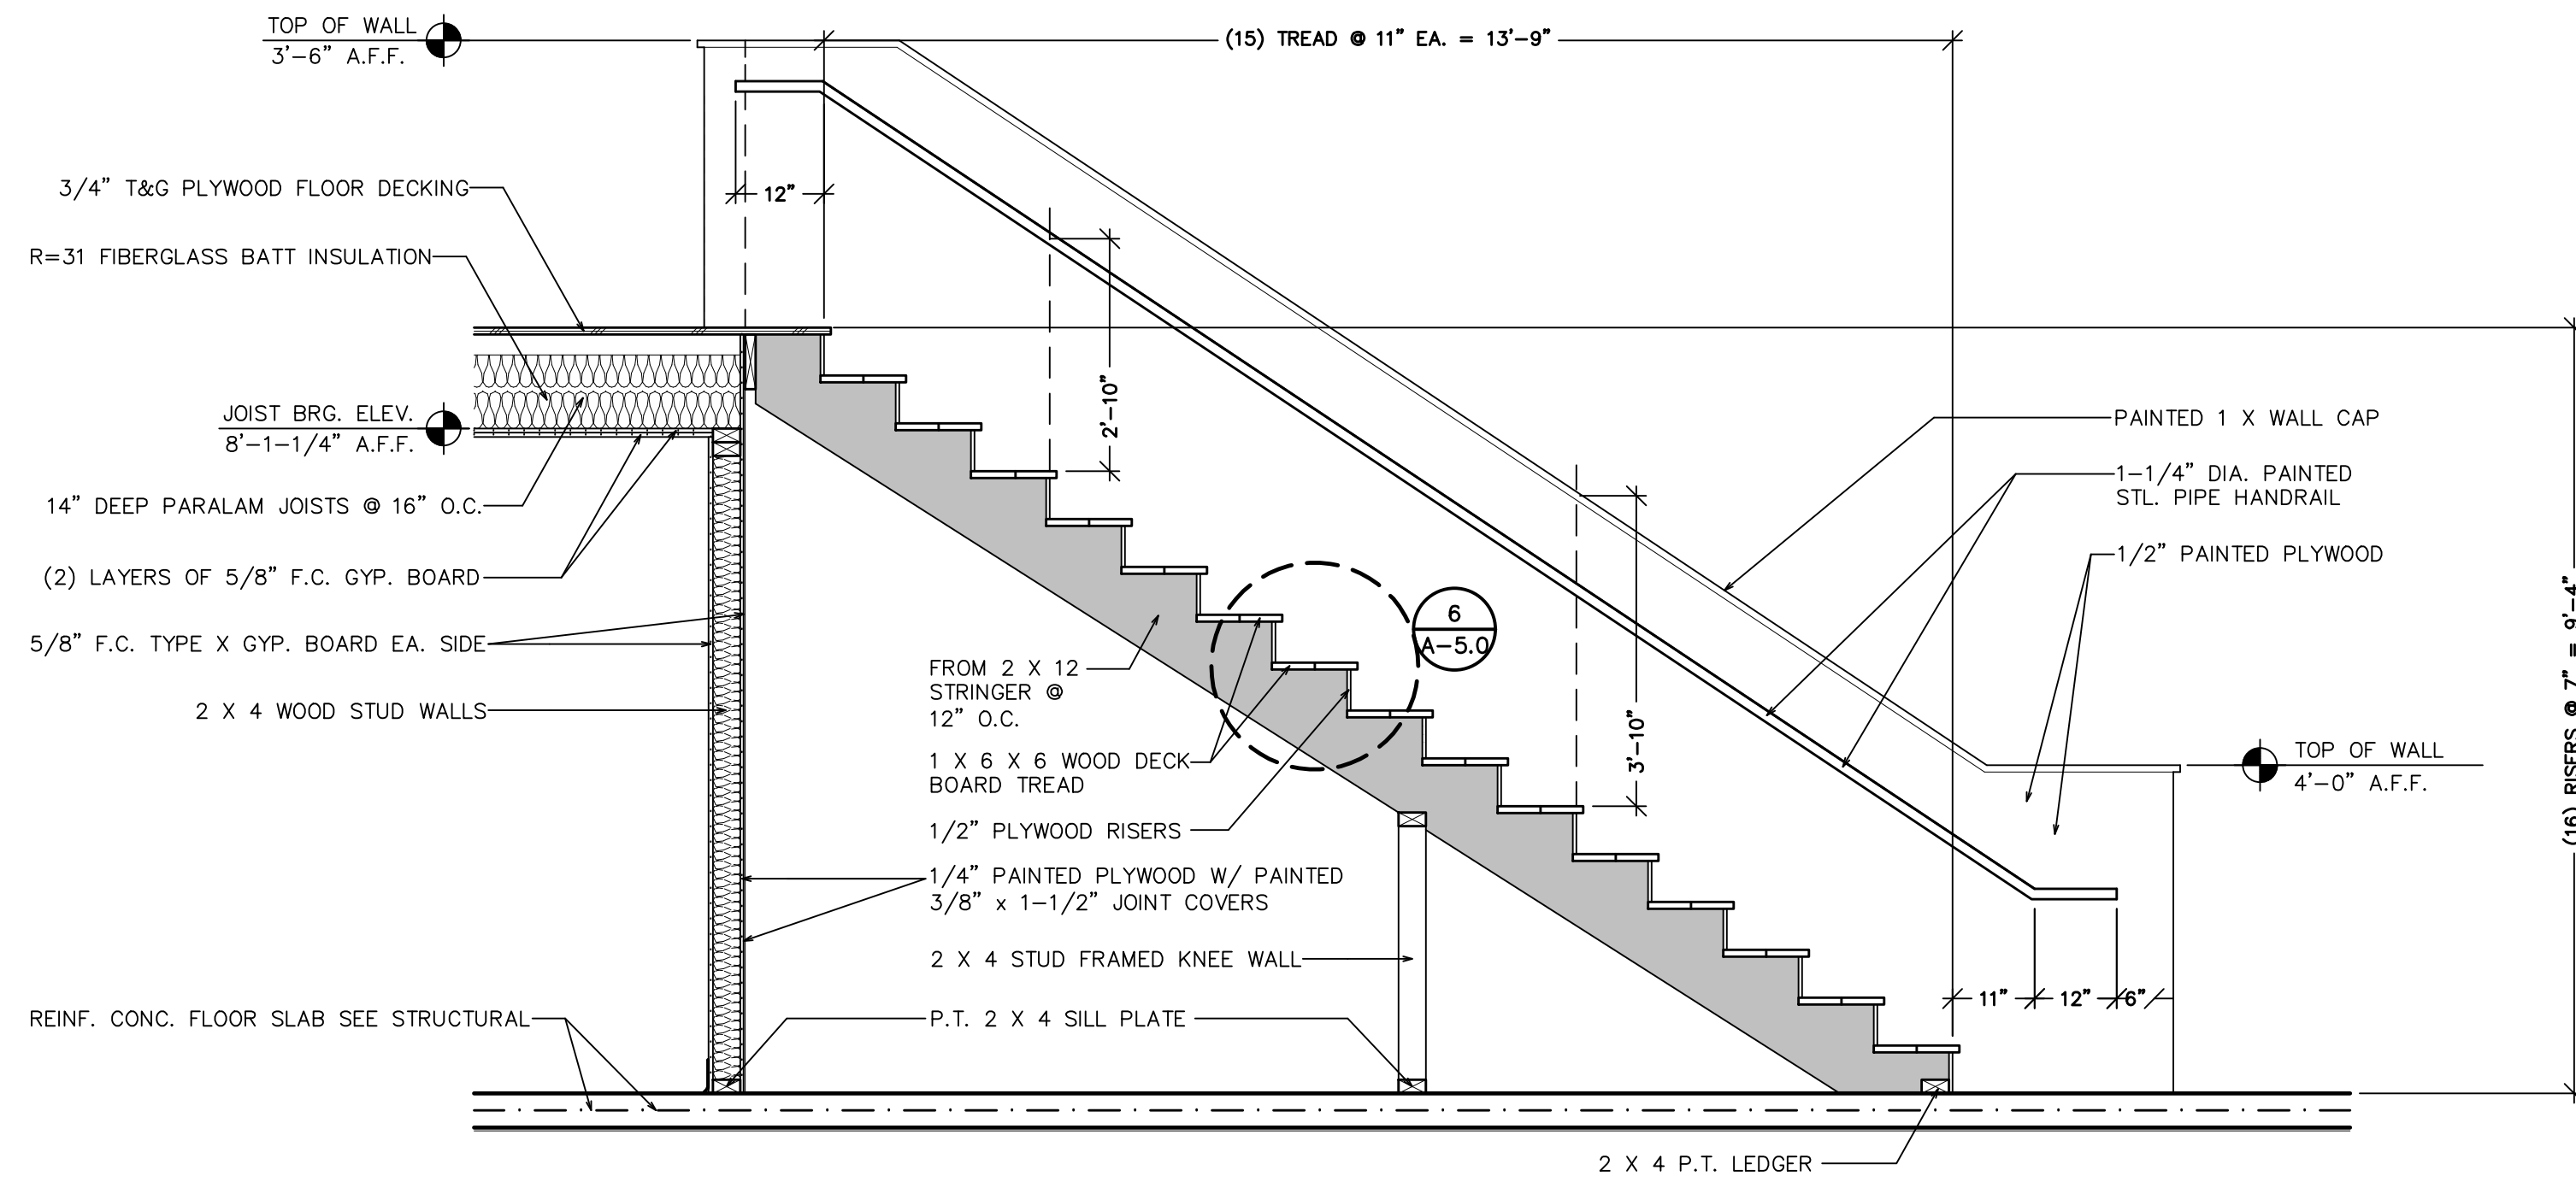 TOP OF WALL
3'-6" A.F.F.
(15) TREAD @ 11" EA. = 13'-9"
3/4" T&G PLYWOOD FLOOR DECKING
12"
R=31 FIBERGLASS BATT INSULATION
2'-10"
JOIST BRG. ELEV.
8'-1-1/4" A.F.F.
PAINTED 1 X WALL CAP
1-1/4" DIA. PAINTED
STL. PIPE HANDRAIL
14" DEEP PARALAM JOISTS @ 16" O.C.
1/2" PAINTED PLYWOOD
(2) LAYERS OF 5/8" F.C. GYP. BOARD
6
A-5.0
(16) RISERS @ 7" = 9'-4"
5/8" F.C. TYPE X GYP. BOARD EA. SIDE
FROM 2 X 12
STRINGER @
12" O.C.
2 X 4 WOOD STUD WALLS
3'-10"
1 X 6 X 6 WOOD DECK
BOARD TREAD
TOP OF WALL
4'-0" A.F.F.
1/2" PLYWOOD RISERS
1/4" PAINTED PLYWOOD W/ PAINTED
3/8" x 1-1/2" JOINT COVERS
2 X 4 STUD FRAMED KNEE WALL
11"
12"
6"
REINF. CONC. FLOOR SLAB SEE STRUCTURAL
P.T. 2 X 4 SILL PLATE
2 X 4 P.T. LEDGER